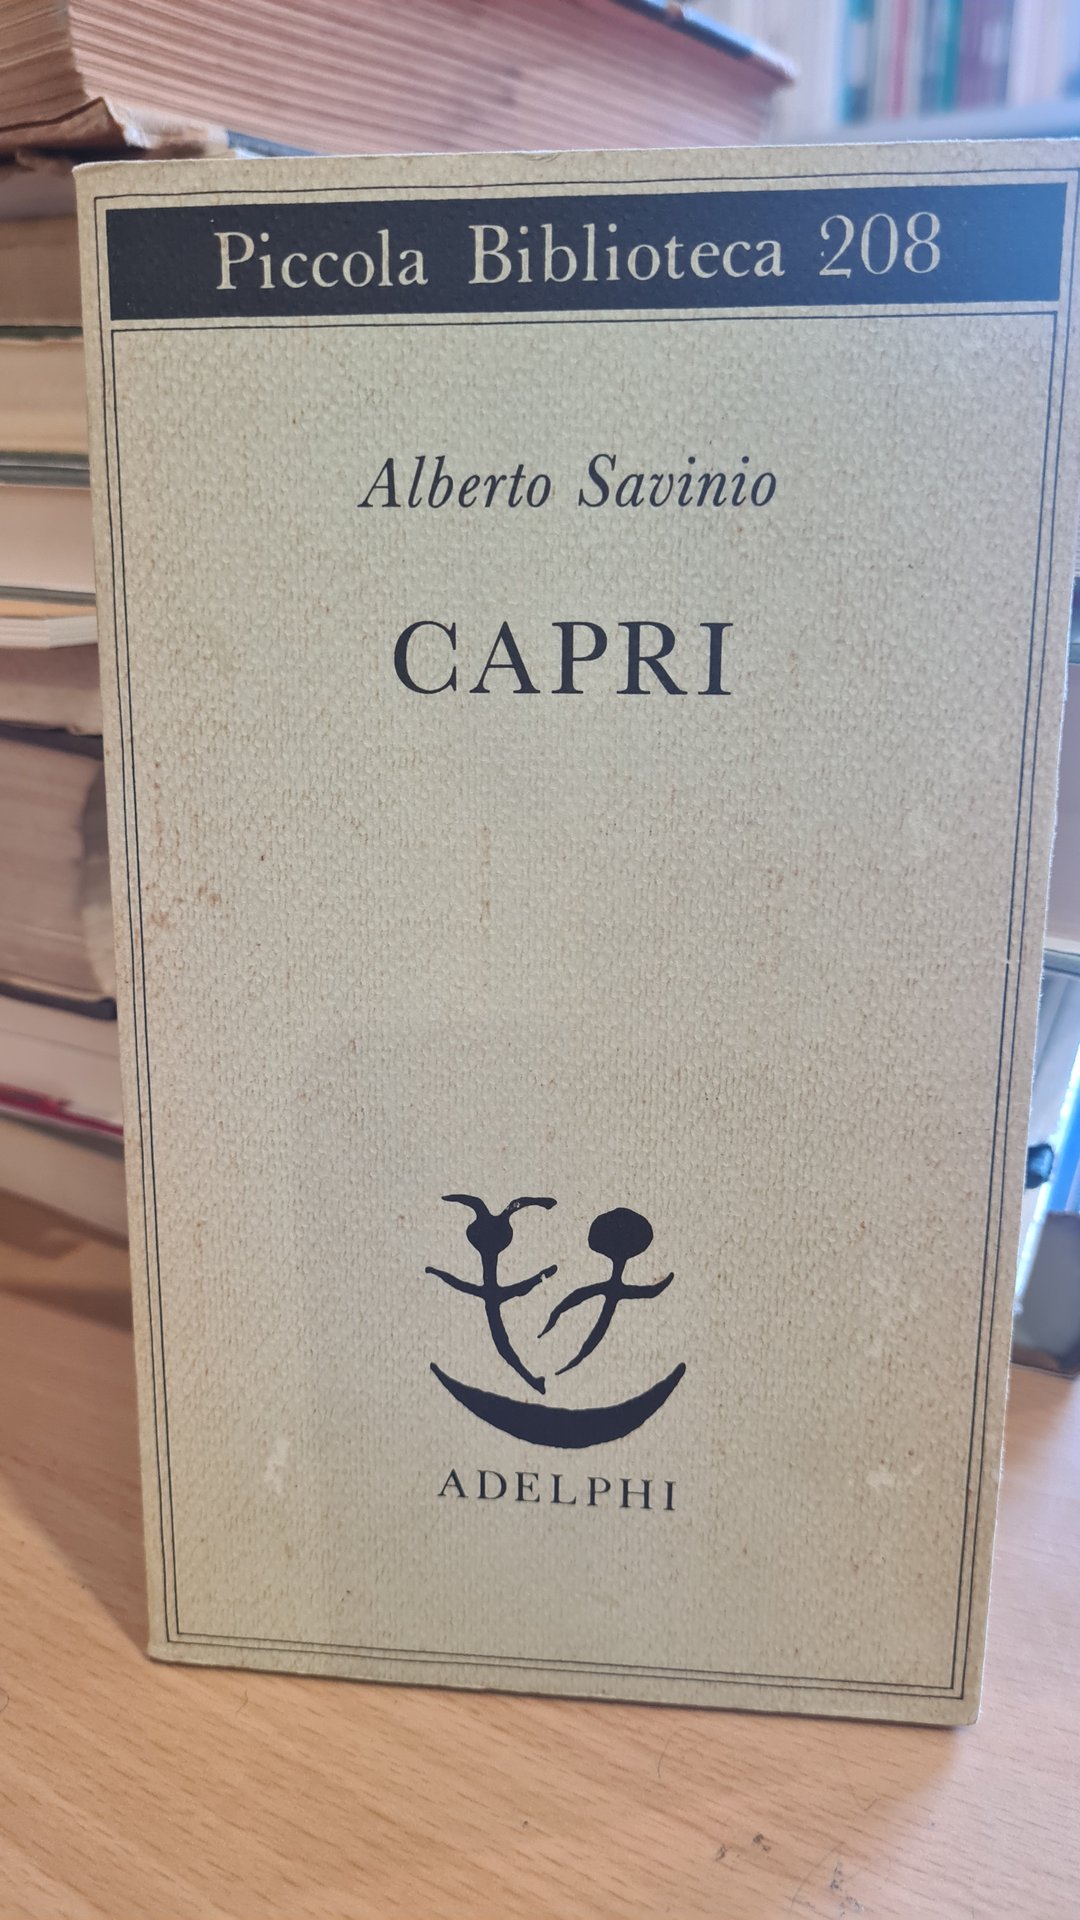 Piccola Biblioteca 208
Alberto Savinio
CAPRI
ADELPHI